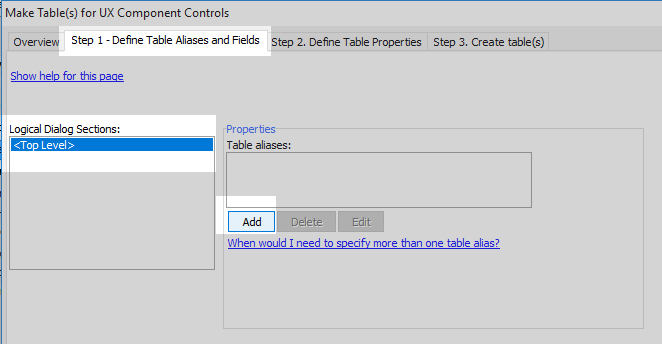 Make Table(s) for UX Component Controls
Overview
Step 1 - Define Table Aliases and Fields
Step 2. Define Table Properties
Step 3. Create table(s)
Show help for this page
Logical Dialog Sections:
<Top Level>
Properties
Table aliases:
Add
Delete
Edit
When would I need to specify more than one table alias?